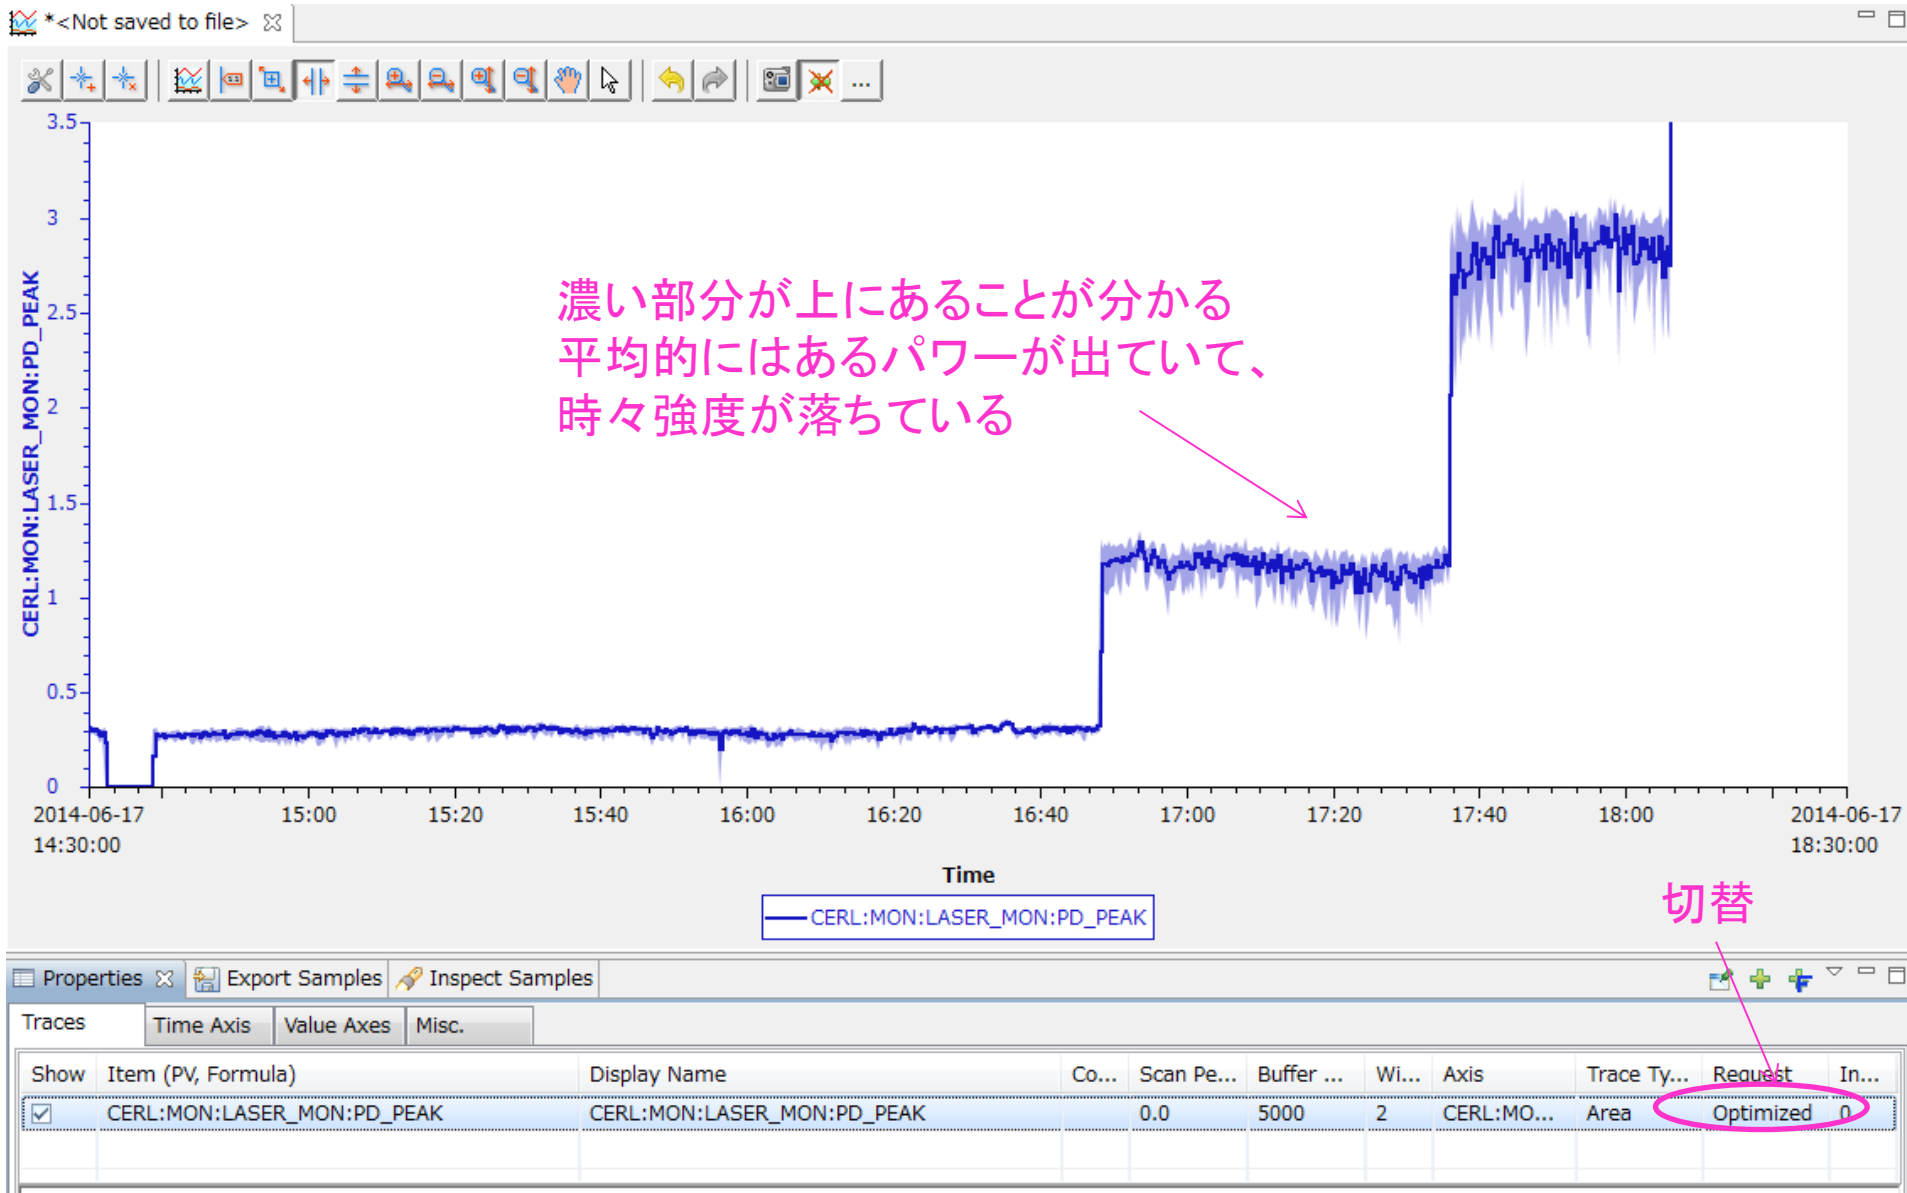 *<Not saved to file>
3.5
3
2.5
2
1.5
1
0.5
0
CERL:MON:LASER_MON:PD_PEAK
濃い部分が上にあることが分かる
平均的にはあるパワーが出ていて、
時々強度が落ちている
2014-06-17
14:30:00
15:00
15:20
15:40
16:00
16:20
16:40
17:00
17:20
17:40
18:00
2014-06-17
18:30:00
Time
CERL:MON:LASER_MON:PD_PEAK
切替
Properties Export Samples Inspect Samples
Traces Time Axis Value Axes Misc.
Show Item (PV, Formula) Display Name Co... Scan Pe... Buffer ... Wi... Axis Trace Ty... Request In...
CERL:MON:LASER_MON:PD_PEAK CERL:MON:LASER_MON:PD_PEAK 0.0 5000 2 CERL:MO... Area Optimized 0